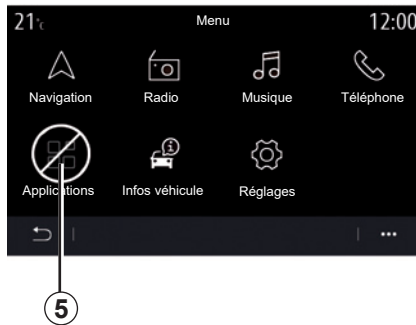 21°c Menu 12:00
Navigation Radio Musique Téléphone
Applications Infos véhicule Réglages
5